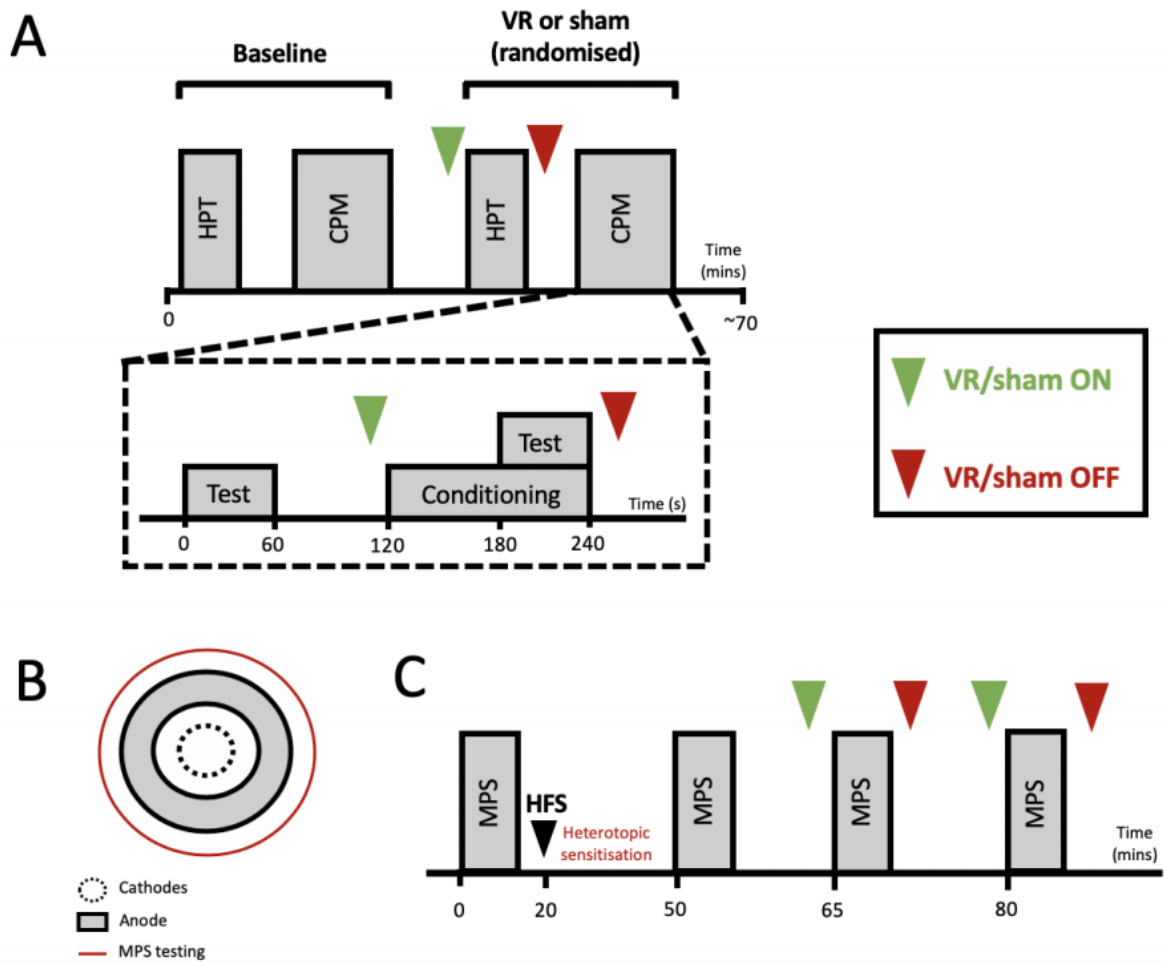 A
Baseline
VR or sham
(randomised)
HPT
CPM
HPT
CPM
Time
(mins)
0
~70
Test
Test
Conditioning
Time (s)
0
60
120
180
240
VR/sham ON
VR/sham OFF
B
Cathodes
Anode
MPS testing
C
MPS
HFS
Heterotopic
sensitisation
MPS
MPS
MPS
Time
(mins)
0
20
50
65
80